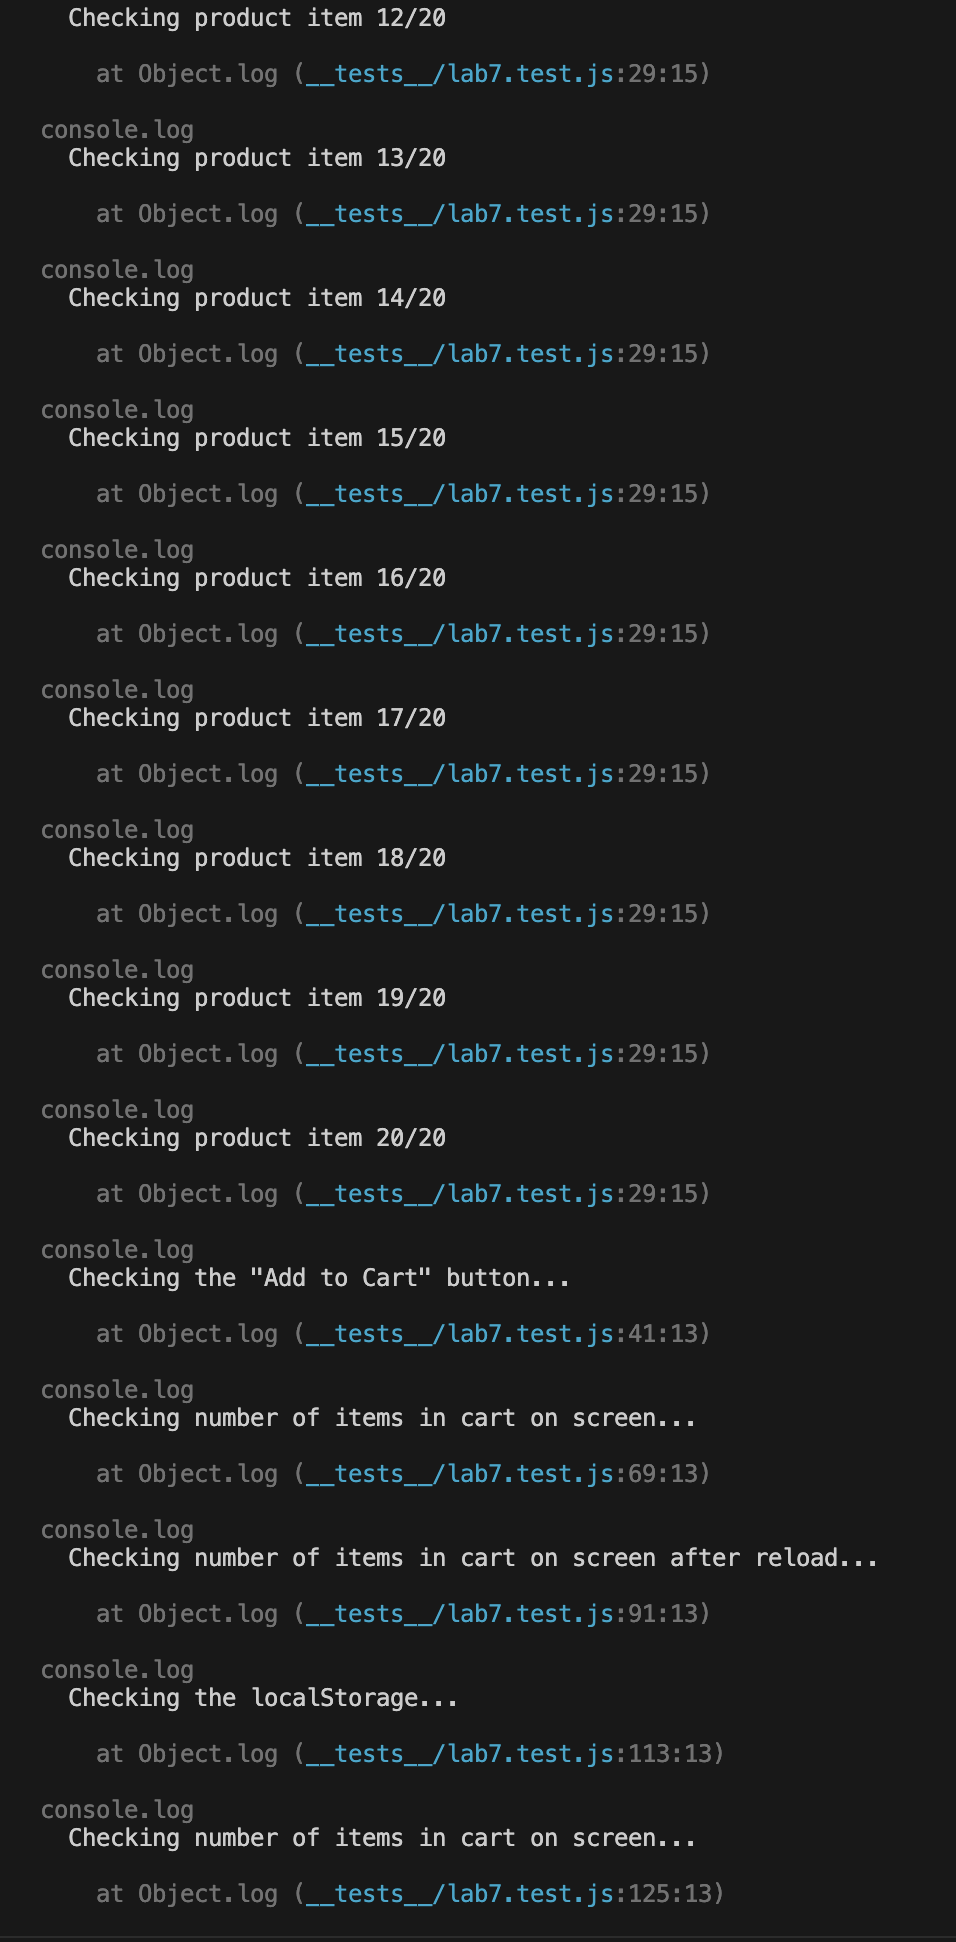 Checking product item 12/20
at Object.log (__tests__/lab7.test.js:29:15)
console.log
Checking product item 13/20
at Object.log (__tests__/lab7.test.js:29:15)
console.log
Checking product item 14/20
at Object.log (__tests__/lab7.test.js:29:15)
console.log
Checking product item 15/20
at Object.log (__tests__/lab7.test.js:29:15)
console.log
Checking product item 16/20
at Object.log (__tests__/lab7.test.js:29:15)
console.log
Checking product item 17/20
at Object.log (__tests__/lab7.test.js:29:15)
console.log
Checking product item 18/20
at Object.log (__tests__/lab7.test.js:29:15)
console.log
Checking product item 19/20
at Object.log (__tests__/lab7.test.js:29:15)
console.log
Checking product item 20/20
at Object.log (__tests__/lab7.test.js:29:15)
console.log
Checking the "Add to Cart" button...
at Object.log (__tests__/lab7.test.js:41:13)
console.log
Checking number of items in cart on screen...
at Object.log (__tests__/lab7.test.js:69:13)
console.log
Checking number of items in cart on screen after reload...
at Object.log (__tests__/lab7.test.js:91:13)
console.log
Checking the localStorage...
at Object.log (__tests__/lab7.test.js:113:13)
console.log
Checking number of items in cart on screen...
at Object.log (__tests__/lab7.test.js:125:13)